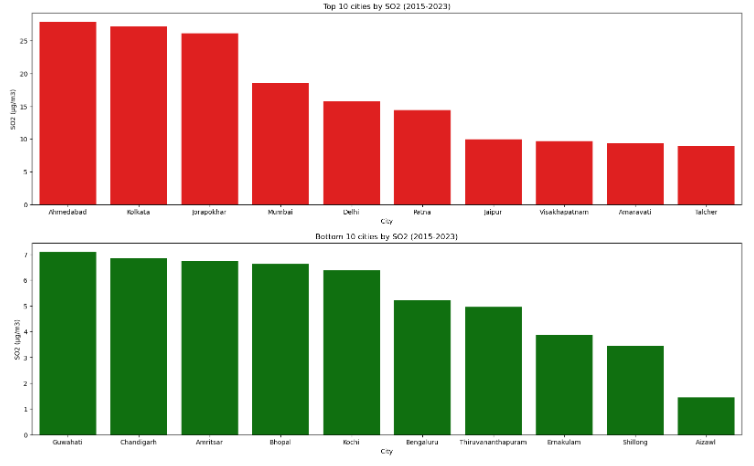 Top 10 cities by SO2 (2015-2023)
25
20
15
10
5
0
SO2 (µg/m3)
Ahmedabad Kolkata Jorapokhar Mumbai Delhi Patna Jaipur Visakhapatnam Amaravati Talcher
City
Bottom 10 cities by SO2 (2015-2023)
7
6
5
4
3
2
1
0
SO2 (µg/m3)
Guwahati Chandigarh Amritsar Bhopal Kochi Bengaluru Thiruvananthapuram Ernakulam Shillong Aizawl
City